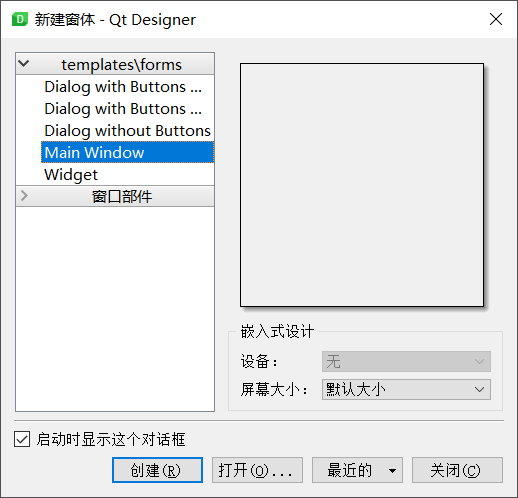 新建窗体 - Qt Designer
templates\forms
Dialog with Buttons ...
Dialog with Buttons ...
Dialog without Buttons
Main Window
Widget
窗口部件
嵌入式设计
设备：
无
屏幕大小：
默认大小
启动时显示这个对话框
创建(R)
打开(O)...
最近的
关闭(C)